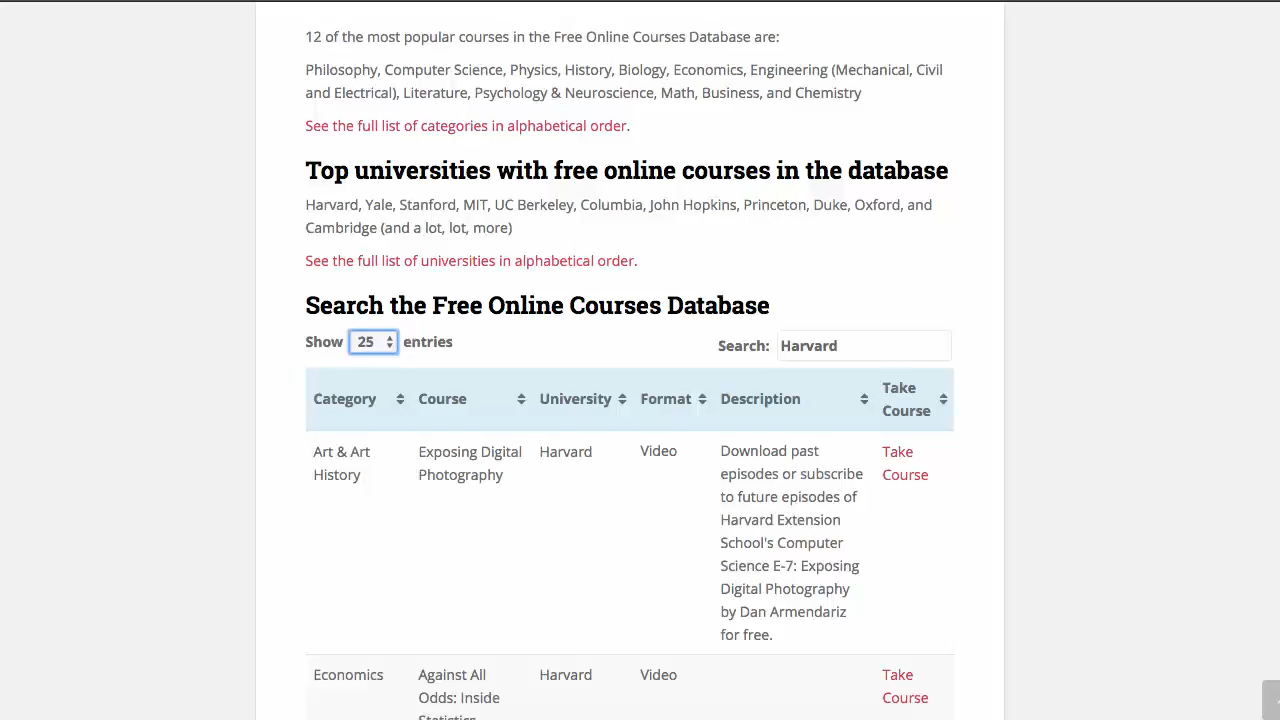 12 of the most popular courses in the Free Online Courses Database are:
Philosophy, Computer Science, Physics, History, Biology, Economics, Engineering (Mechanical, Civil
and Electrical), Literature, Psychology & Neuroscience, Math, Business, and Chemistry
See the full list of categories in alphabetical order.
Top universities with free online courses in the database
Harvard, Yale, Stanford, MIT, UC Berkeley, Columbia, John Hopkins, Princeton, Duke, Oxford, and
Cambridge (and a lot, lot, more)
See the full list of universities in alphabetical order.
Search the Free Online Courses Database
Show 25 entries
Search: Harvard
Category Course University Format Description Take
Course
Art & Art Exposing Digital Harvard Video Download past Take
History Photography episodes or subscribe Course
to future episodes of
Harvard Extension
School's Computer
Science E-7: Exposing
Digital Photography
by Dan Armendariz
for free.
Economics Against All Harvard Video Take
Odds: Inside Course
Statistics